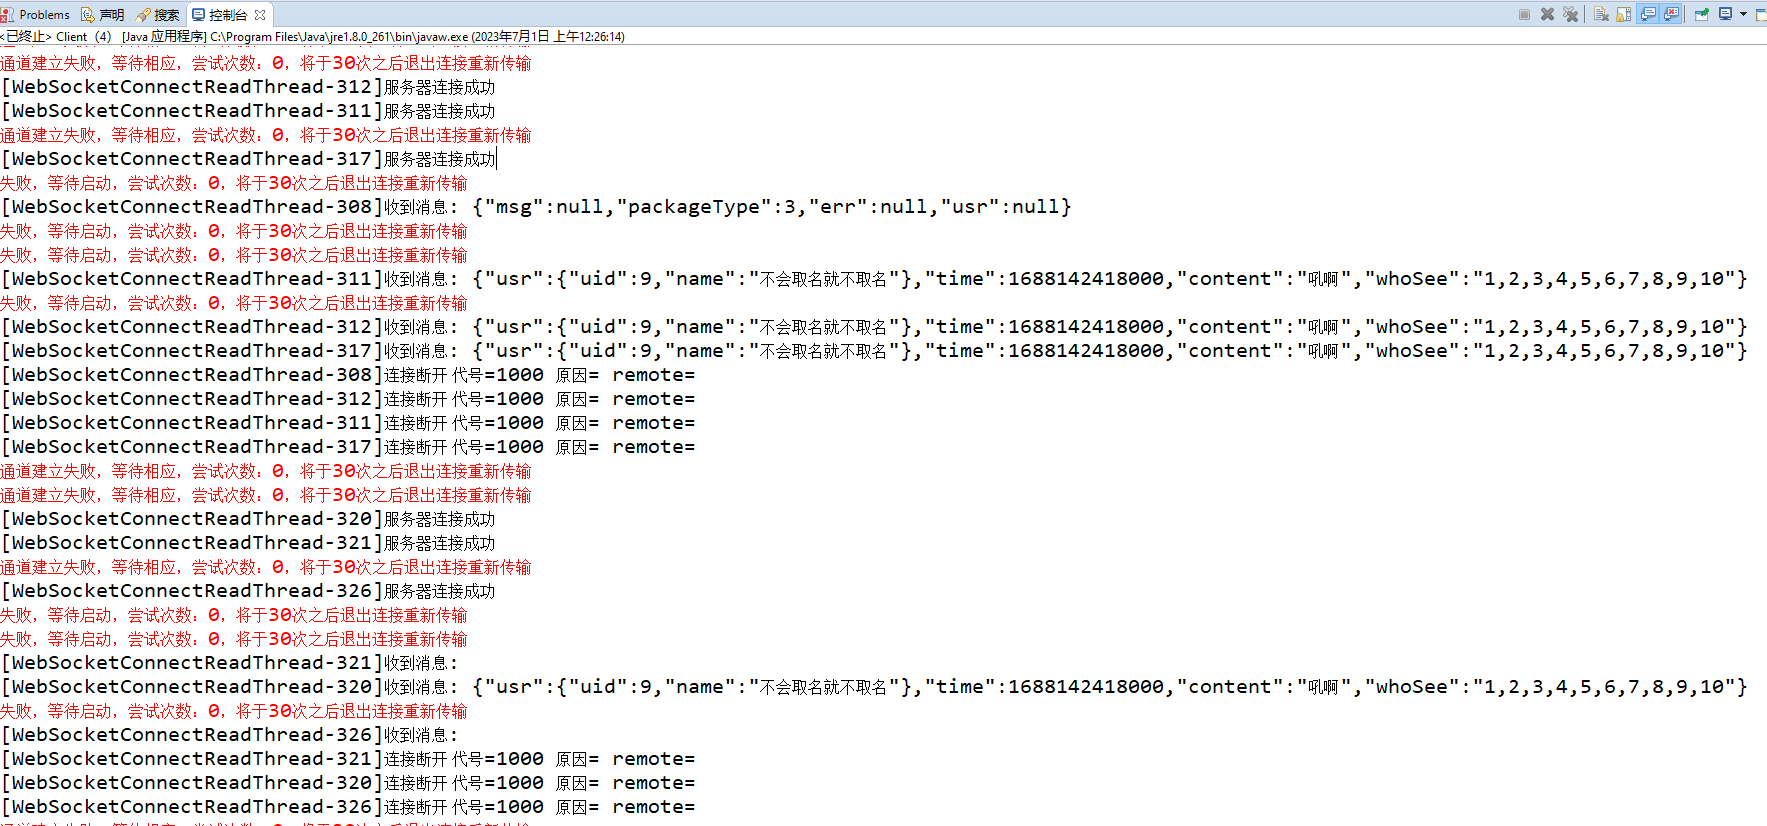 Problems 声明 搜索 控制台
<已终止> Client（4） [Java 应用程序] C:\Program Files\Java\jre1.8.0_261\bin\javaw.exe (2023年7月1日 上午12:26:14)
通道建立失败，等待相应，尝试次数：0，将于30次之后退出连接重新传输
[WebSocketConnectReadThread-312]服务器连接成功
[WebSocketConnectReadThread-311]服务器连接成功
通道建立失败，等待相应，尝试次数：0，将于30次之后退出连接重新传输
[WebSocketConnectReadThread-317]服务器连接成功
失败，等待启动，尝试次数：0，将于30次之后退出连接重新传输
[WebSocketConnectReadThread-308]收到消息: {"msg":null,"packageType":3,"err":null,"usr":null}
失败，等待启动，尝试次数：0，将于30次之后退出连接重新传输
失败，等待启动，尝试次数：0，将于30次之后退出连接重新传输
[WebSocketConnectReadThread-311]收到消息: {"usr":{"uid":9,"name":"不会取名就不取名"},"time":1688142418000,"content":"吼啊","whoSee":"1,2,3,4,5,6,7,8,9,10"}
失败，等待启动，尝试次数：0，将于30次之后退出连接重新传输
[WebSocketConnectReadThread-312]收到消息: {"usr":{"uid":9,"name":"不会取名就不取名"},"time":1688142418000,"content":"吼啊","whoSee":"1,2,3,4,5,6,7,8,9,10"}
[WebSocketConnectReadThread-317]收到消息: {"usr":{"uid":9,"name":"不会取名就不取名"},"time":1688142418000,"content":"吼啊","whoSee":"1,2,3,4,5,6,7,8,9,10"}
[WebSocketConnectReadThread-308]连接断开 代号=1000 原因= remote=
[WebSocketConnectReadThread-312]连接断开 代号=1000 原因= remote=
[WebSocketConnectReadThread-311]连接断开 代号=1000 原因= remote=
[WebSocketConnectReadThread-317]连接断开 代号=1000 原因= remote=
通道建立失败，等待相应，尝试次数：0，将于30次之后退出连接重新传输
通道建立失败，等待相应，尝试次数：0，将于30次之后退出连接重新传输
[WebSocketConnectReadThread-320]服务器连接成功
[WebSocketConnectReadThread-321]服务器连接成功
通道建立失败，等待相应，尝试次数：0，将于30次之后退出连接重新传输
[WebSocketConnectReadThread-326]服务器连接成功
失败，等待启动，尝试次数：0，将于30次之后退出连接重新传输
失败，等待启动，尝试次数：0，将于30次之后退出连接重新传输
[WebSocketConnectReadThread-321]收到消息:
[WebSocketConnectReadThread-320]收到消息: {"usr":{"uid":9,"name":"不会取名就不取名"},"time":1688142418000,"content":"吼啊","whoSee":"1,2,3,4,5,6,7,8,9,10"}
失败，等待启动，尝试次数：0，将于30次之后退出连接重新传输
[WebSocketConnectReadThread-326]收到消息:
[WebSocketConnectReadThread-321]连接断开 代号=1000 原因= remote=
[WebSocketConnectReadThread-320]连接断开 代号=1000 原因= remote=
[WebSocketConnectReadThread-326]连接断开 代号=1000 原因= remote=